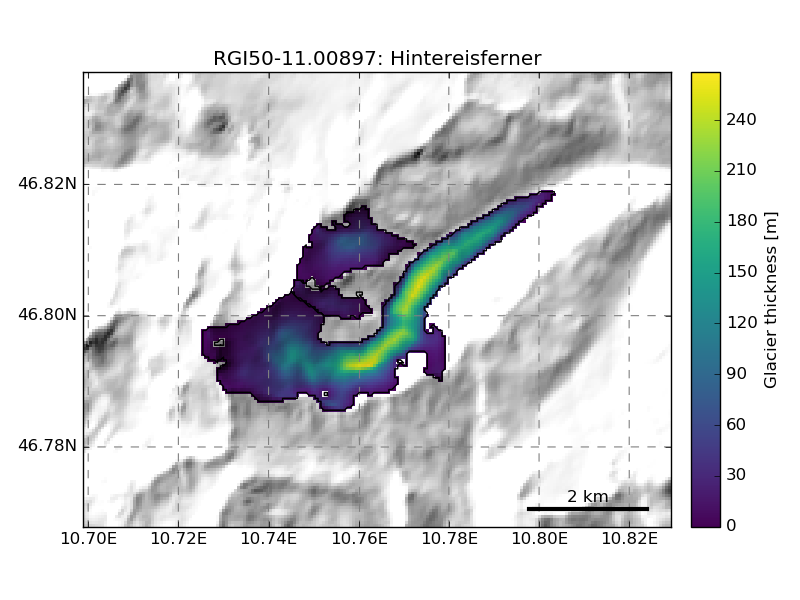 RGI50-11.00897: Hintereisferner
46.82N
46.80N
46.78N
10.70E 10.72E 10.74E 10.76E 10.78E 10.80E 10.82E
2 km
240
210
180
150
120
90
60
30
0
Glacier thickness [m]